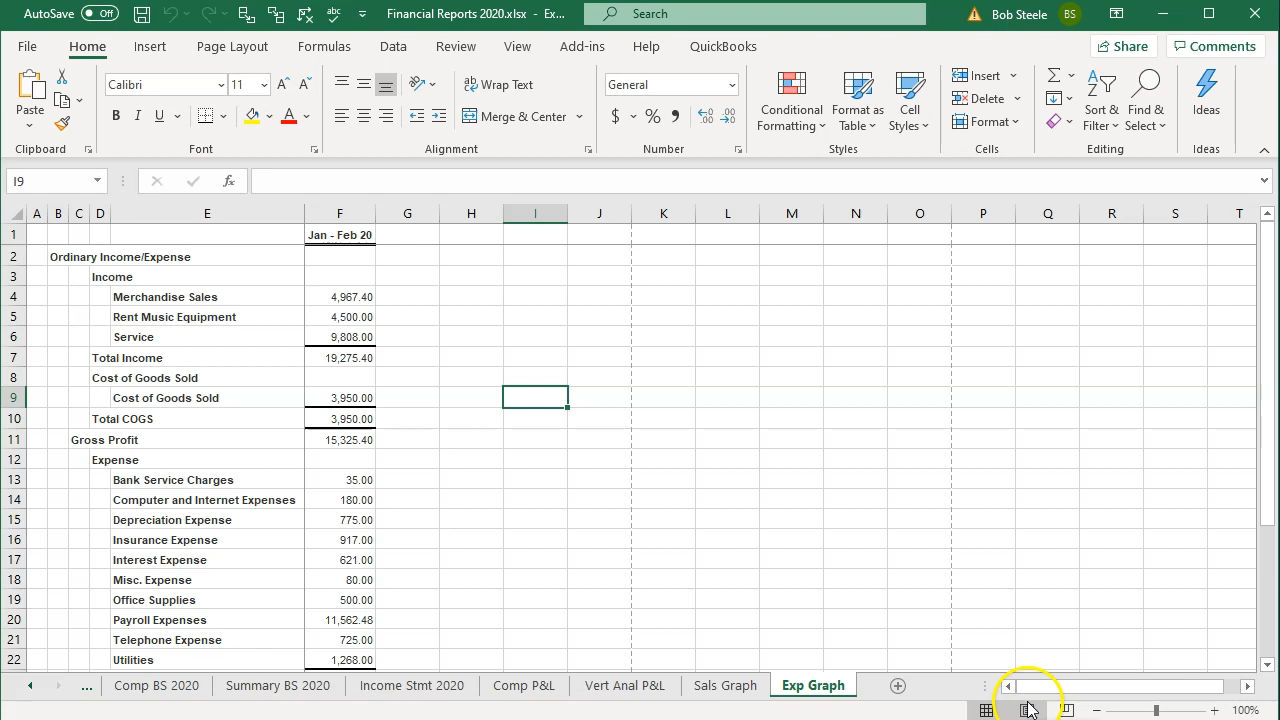 AutoSave Off Financial Reports 2020.xlsx - Ex... Search Bob Steele BS
File Home Insert Page Layout Formulas Data Review View Add-ins Help QuickBooks Share Comments
Paste Calibri 11 Wrap Text General Conditional Formatting Format as Table Cell Styles Insert Sort & Filter Find & Select Ideas
B I U Merge & Center $ % Delete
Format
Clipboard Font Alignment Number Styles Cells Editing Ideas
I9 fx
A B C D E F G H I J K L M N O P Q R S T
1 Jan - Feb 20
2 Ordinary Income/Expense
3 Income
4 Merchandise Sales 4,967.40
5 Rent Music Equipment 4,500.00
6 Service 9,808.00
7 Total Income 19,275.40
8 Cost of Goods Sold
9 Cost of Goods Sold 3,950.00
10 Total COGS 3,950.00
11 Gross Profit 15,325.40
12 Expense
13 Bank Service Charges 35.00
14 Computer and Internet Expenses 180.00
15 Depreciation Expense 775.00
16 Insurance Expense 917.00
17 Interest Expense 621.00
18 Misc. Expense 80.00
19 Office Supplies 500.00
20 Payroll Expenses 11,562.48
21 Telephone Expense 725.00
22 Utilities 1,268.00
... Comp BS 2020 Summary BS 2020 Income Stmt 2020 Comp P&L Vert Anal P&L Sals Graph Exp Graph
100%